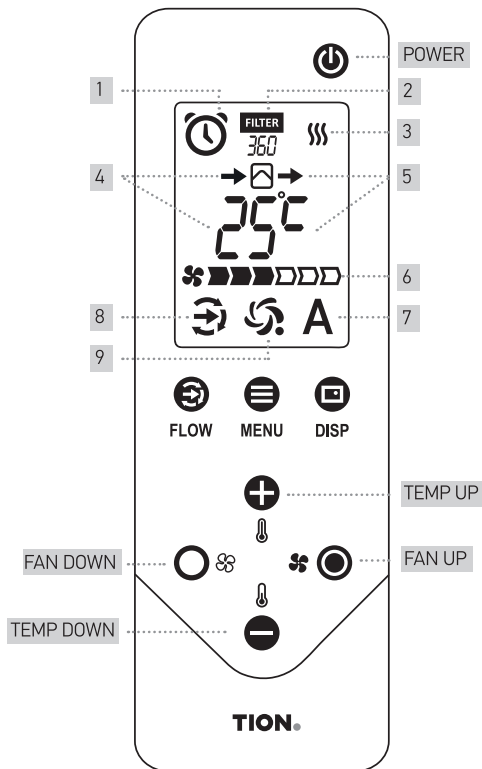 POWER
1
2
FILTER
360
3
4
5
25°C
6
8
A
7
9
FLOW MENU DISP
TEMP UP
FAN DOWN
FAN UP
TEMP DOWN
TION.